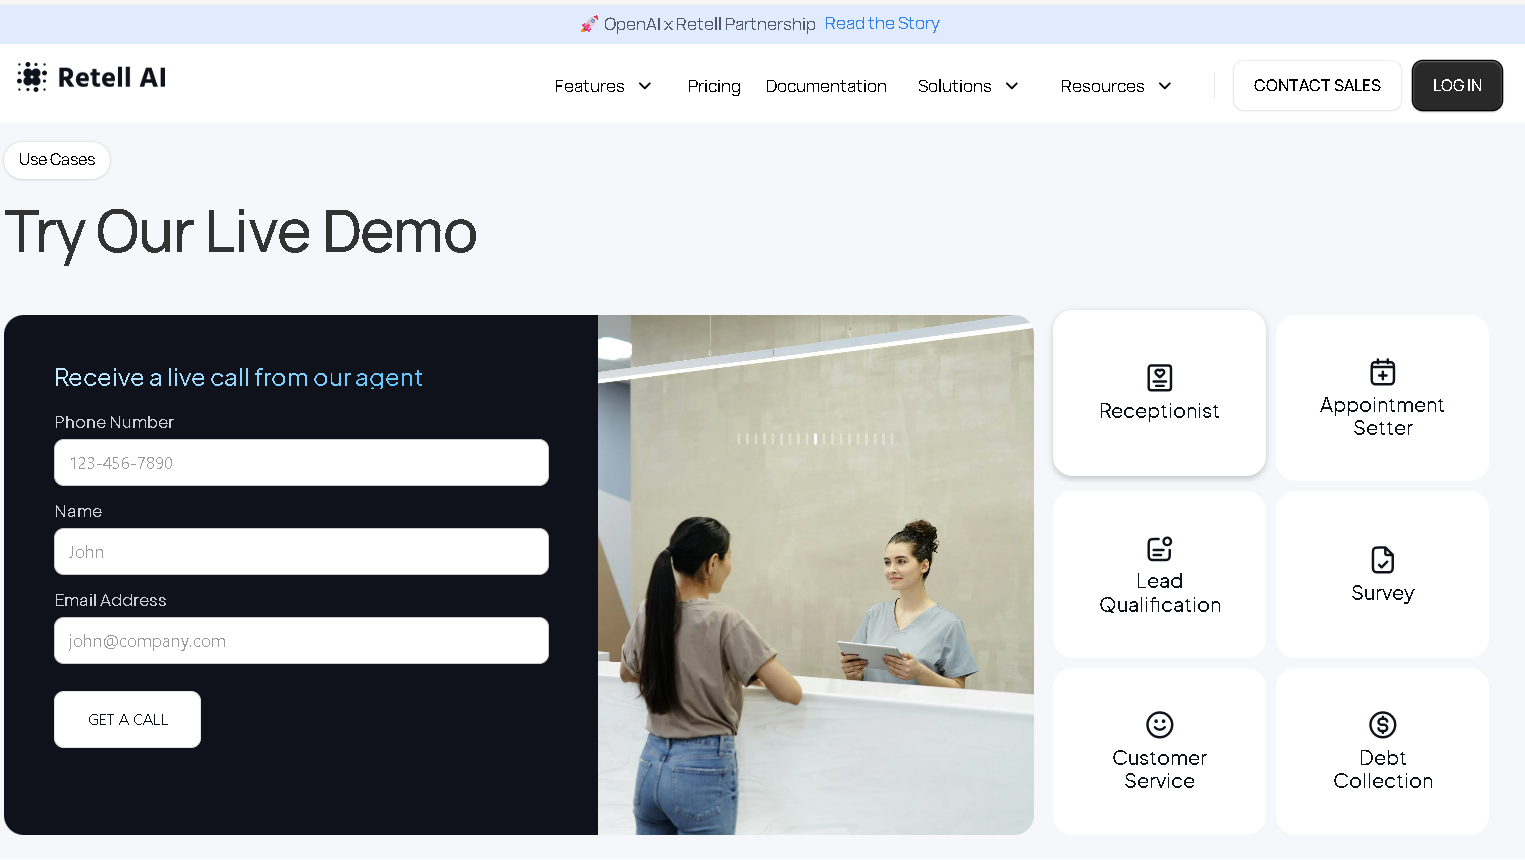 🚀 OpenAI x Retell Partnership Read the Story
Retell AI
Features
Pricing
Documentation
Solutions
Resources
CONTACT SALES
LOG IN
Use Cases
Try Our Live Demo
Receive a live call from our agent
Phone Number
123-456-7890
Name
John
Email Address
john@company.com
GET A CALL
Receptionist
Appointment
Setter
Lead
Qualification
Survey
Customer
Service
Debt
Collection